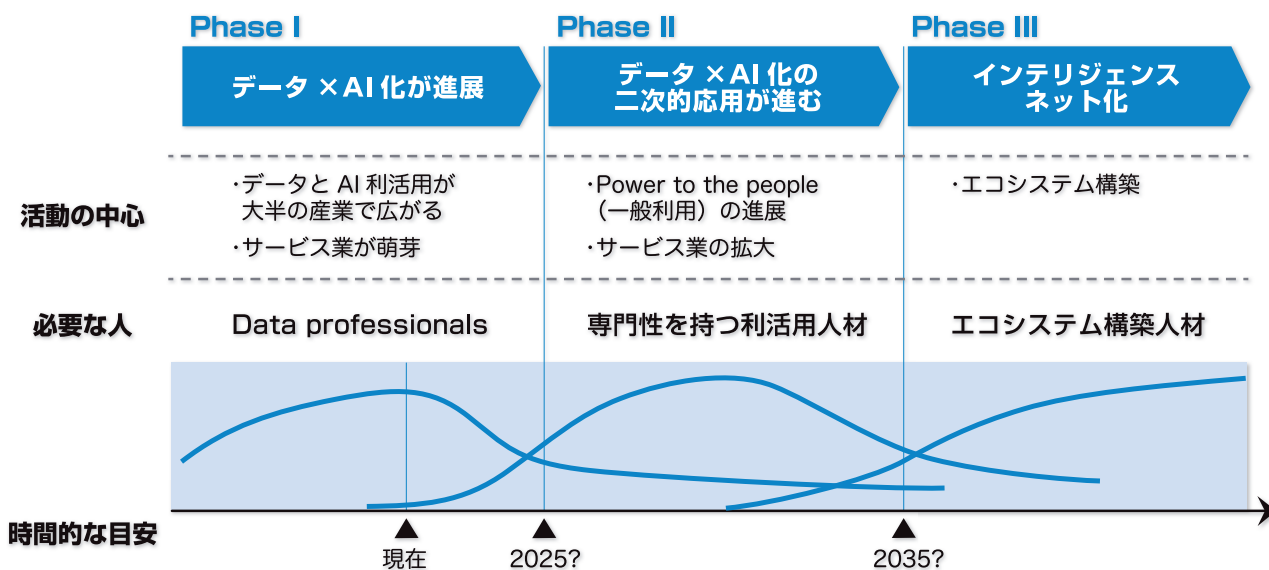 Phase I
Phase II
Phase III
データ×AI化が進展
データ×AI化の
二次的応用が進む
インテリジェンス
ネット化
活動の中心
・データと AI 利活用が
大半の産業で広がる
・サービス業が萌芽
・Power to the people
（一般利用）の進展
・サービス業の拡大
・エコシステム構築
必要な人
Data professionals
専門性を持つ利活用人材
エコシステム構築人材
時間的な目安
現在
2025?
2035?